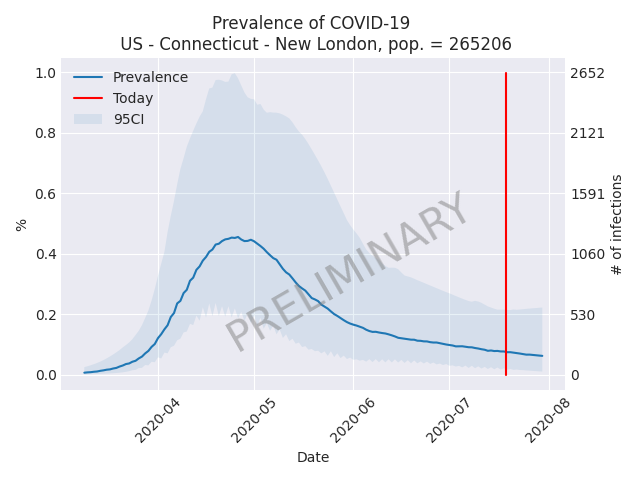 Prevalence of COVID-19
US - Connecticut - New London, pop. = 265206
Prevalence
Today
95CI
1.0
0.8
0.6
0.4
0.2
0.0
%
2652
2121
1591
1060
530
0
# of infections
PRELIMINARY
2020-04
2020-05
2020-06
2020-07
2020-08
Date